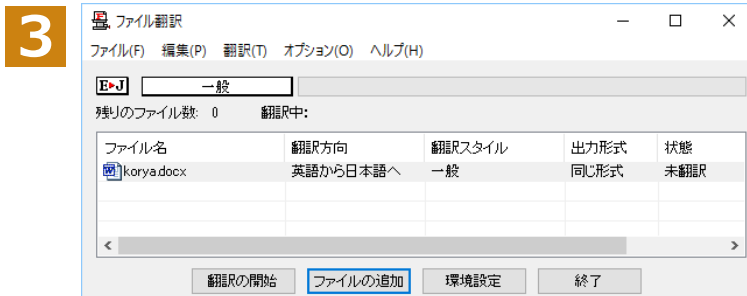 3
ファイル翻訳
ファイル(F) 編集(P) 翻訳(T) オプション(O) ヘルプ(H)
E▸J 一般
残りのファイル数: 0 翻訳中:
ファイル名 翻訳方向 翻訳スタイル 出力形式 状態
korya.docx 英語から日本語へ 一般 同じ形式 未翻訳
翻訳の開始 ファイルの追加 環境設定 終了